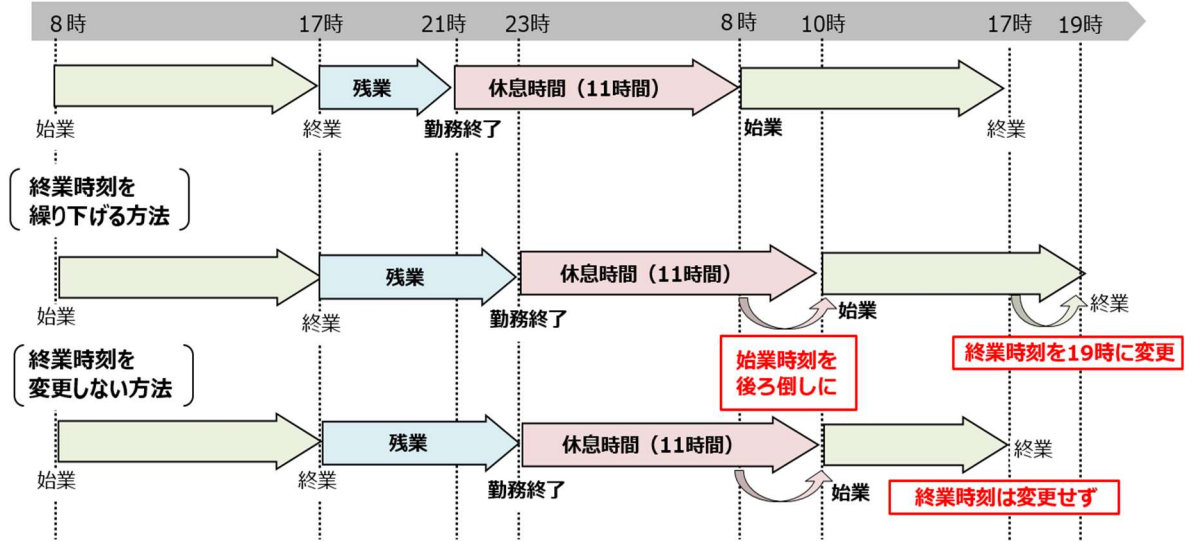 8時 17時 21時 23時 8時 10時 17時 19時
残業 休息時間（11時間）
始業 終業 勤務終了 始業 終業
終業時刻を
繰り下げる方法
残業 休息時間（11時間）
始業 終業 勤務終了 始業 終業
終業時刻を
変更しない方法
始業時刻を
後ろ倒しに
終業時刻を19時に変更
残業 休息時間（11時間） 終業
始業 終業 勤務終了 始業
終業時刻は変更せず